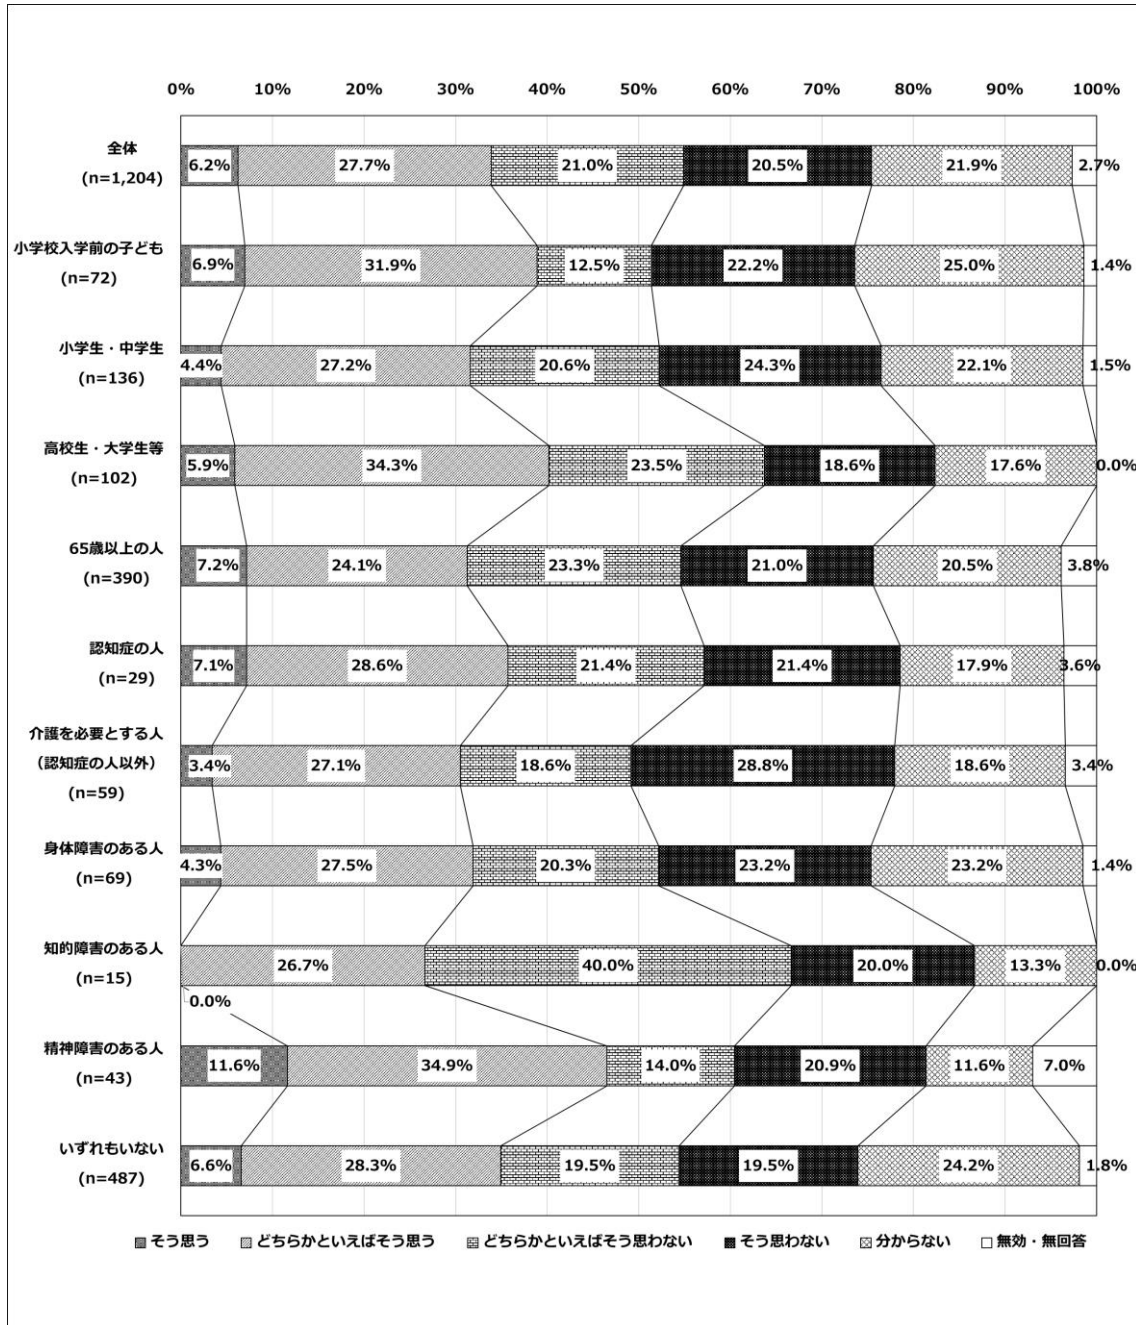 0% 10% 20% 30% 40% 50% 60% 70% 80% 90% 100%
全体
(n=1,204)
6.2% 27.7% 21.0% 20.5% 21.9% 2.7%
小学校入学前の子ども
(n=72)
6.9% 31.9% 12.5% 22.2% 25.0% 1.4%
小学生・中学生
(n=136)
4.4% 27.2% 20.6% 24.3% 22.1% 1.5%
高校生・大学生等
(n=102)
5.9% 34.3% 23.5% 18.6% 17.6% 0.0%
65歳以上の人
(n=390)
7.2% 24.1% 23.3% 21.0% 20.5% 3.8%
認知症の人
(n=29)
7.1% 28.6% 21.4% 21.4% 17.9% 3.6%
介護を必要とする人
（認知症の人以外）
(n=59)
3.4% 27.1% 18.6% 28.8% 18.6% 3.4%
身体障害のある人
(n=69)
4.3% 27.5% 20.3% 23.2% 23.2% 1.4%
知的障害のある人
(n=15)
26.7% 40.0% 20.0% 13.3% 0.0%
0.0%
精神障害のある人
(n=43)
11.6% 34.9% 14.0% 20.9% 11.6% 7.0%
いずれもいない
(n=487)
6.6% 28.3% 19.5% 19.5% 24.2% 1.8%
そう思う どちらかといえばそう思う どちらかといえばそう思わない そう思わない 分からない 無効・無回答